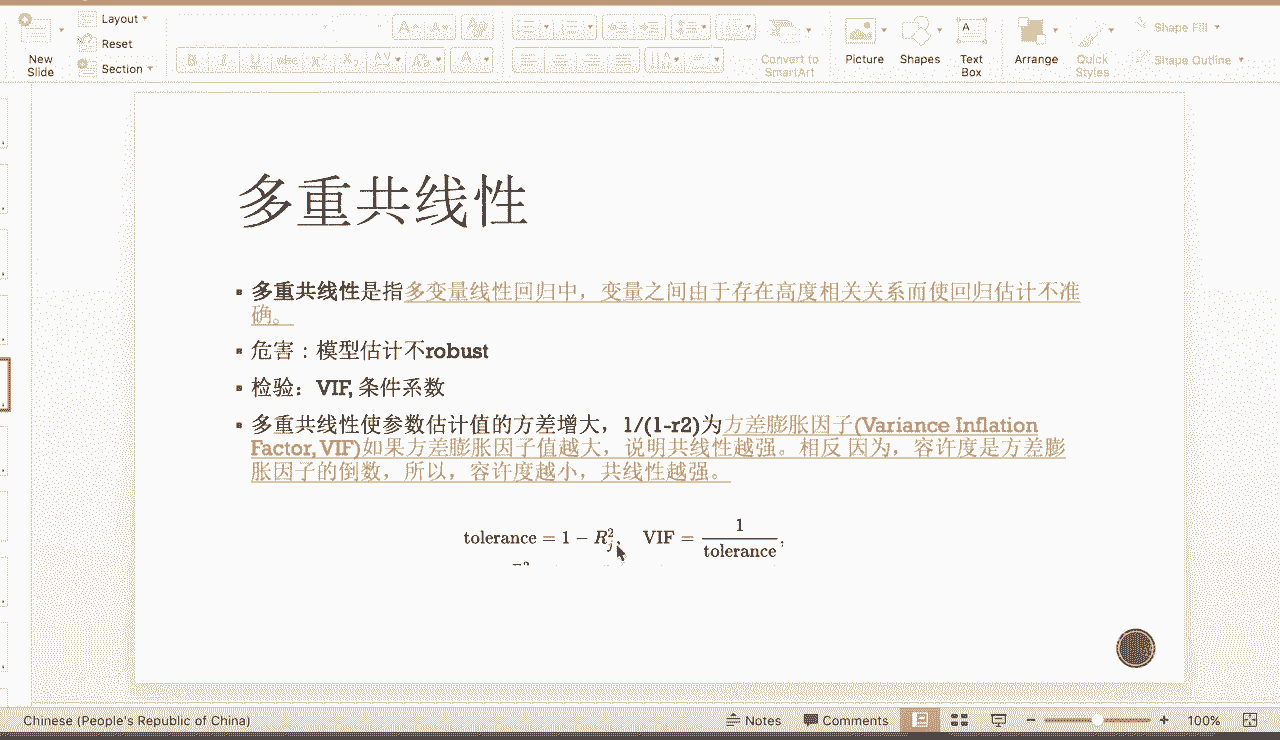 Layout
Reset
Section
New
Slide
A A
B I U abc X² X₂ AV Aa A
Convert to
SmartArt
Picture
Shapes
A
Text
Box
Arrange
Quick
Styles
Shape Fill
Shape Outline
多重共线性
多重共线性是指多变量线性回归中，变量之间由于存在高度相关关系而使回归估计不准
确。
危害：模型估计不robust
检验：VIF, 条件系数
多重共线性使参数估计值的方差增大，1/(1-r2)为方差膨胀因子(Variance Inflation
Factor, VIF)如果方差膨胀因子值越大，说明共线性越强。相反 因为，容许度是方差膨
胀因子的倒数，所以，容许度越小，共线性越强。
tolerance = 1 − R²ⱼ, VIF = 1/tolerance,
Chinese (People's Republic of China)
Notes
Comments
100%